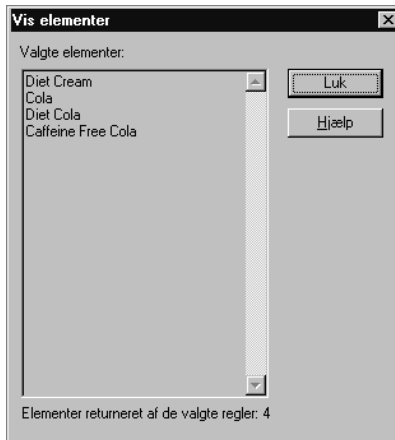 Vis elementer
Valgte elementer:
Diet Cream
Cola
Diet Cola
Caffeine Free Cola
Luk
Hjælp
Elementer returneret af de valgte regler: 4